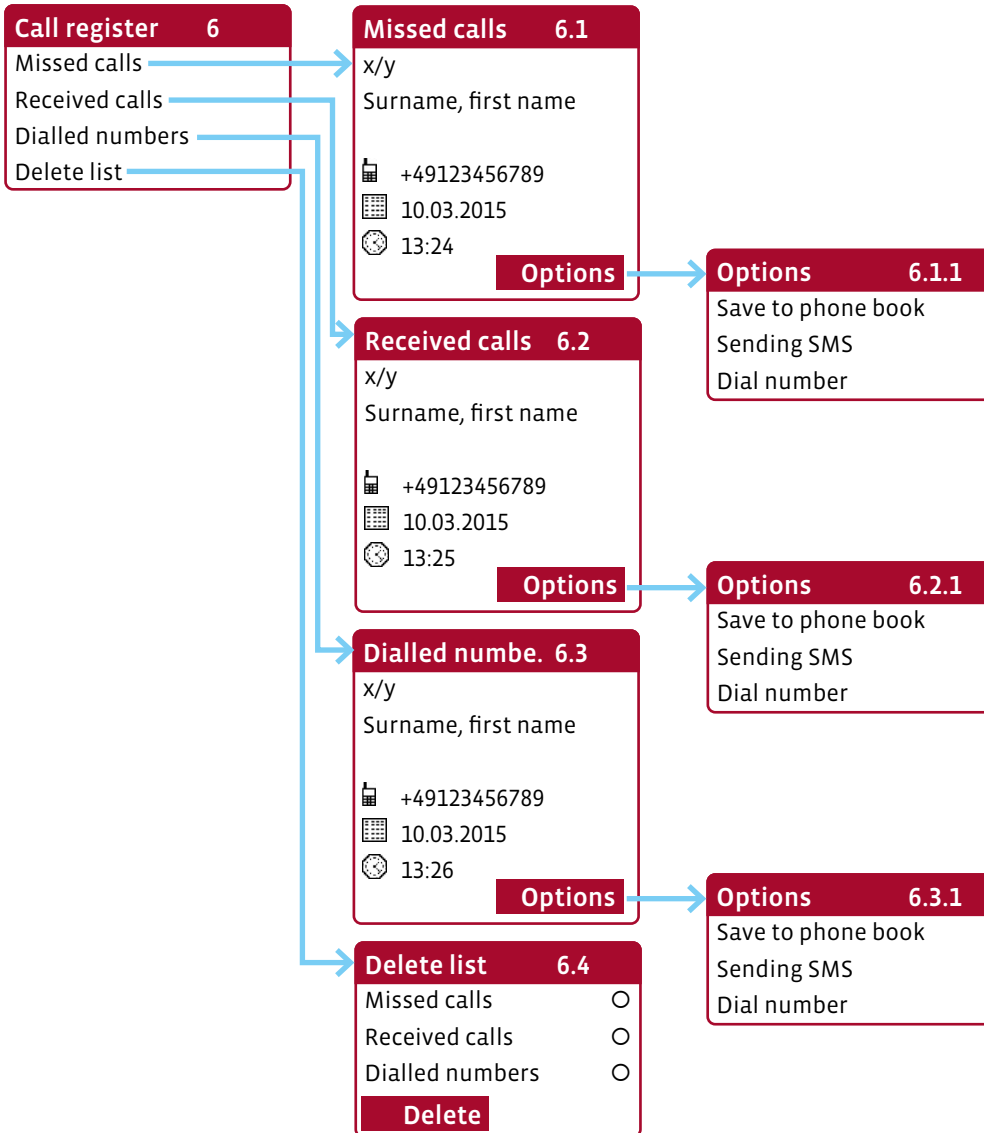 Call register 6
Missed calls
Received calls
Dialled numbers
Delete list
Missed calls 6.1
x/y
Surname, first name
+49123456789
10.03.2015
13:24
Options
Options 6.1.1
Save to phone book
Sending SMS
Dial number
Received calls 6.2
x/y
Surname, first name
+49123456789
10.03.2015
13:25
Options
Options 6.2.1
Save to phone book
Sending SMS
Dial number
Dialled numbe. 6.3
x/y
Surname, first name
+49123456789
10.03.2015
13:26
Options
Options 6.3.1
Save to phone book
Sending SMS
Dial number
Delete list 6.4
Missed calls
Received calls
Dialled numbers
Delete